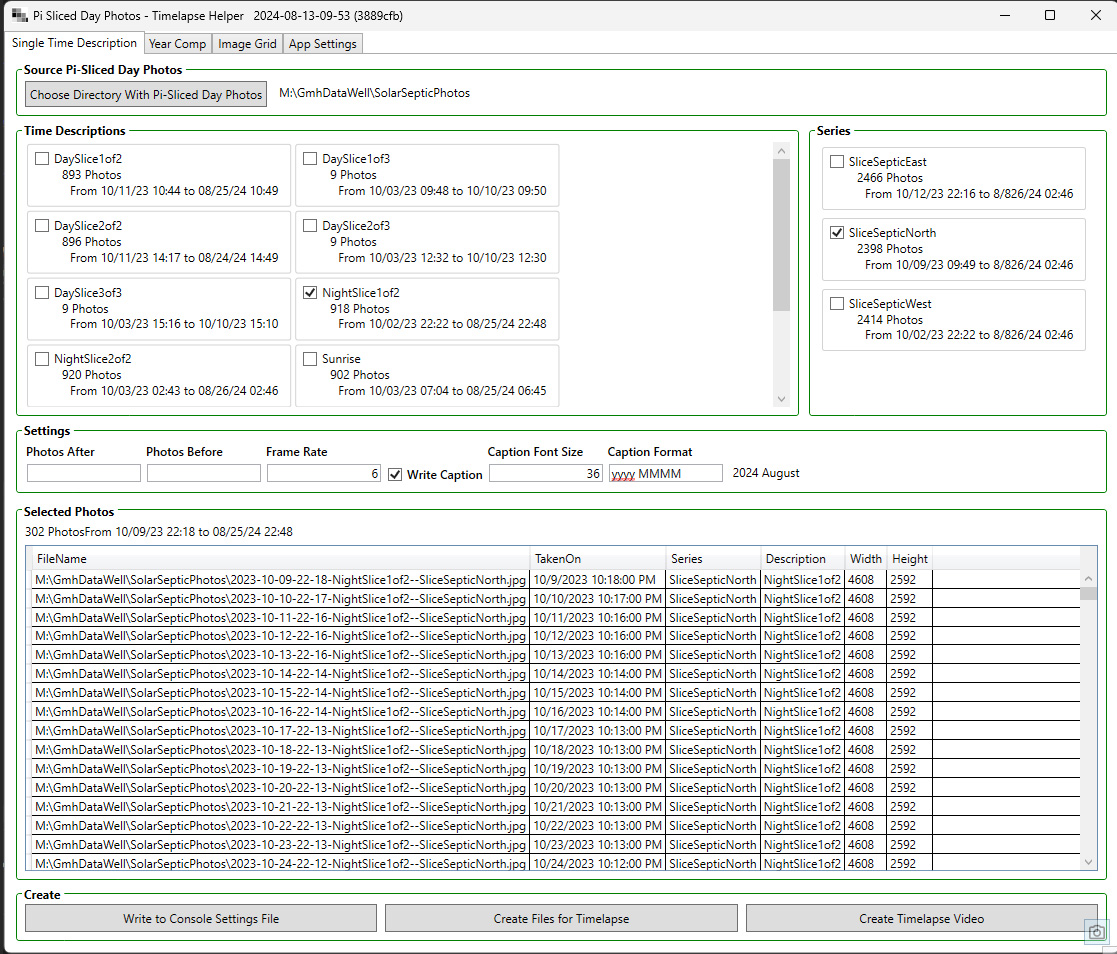 Pi Sliced Day Photos - Timelapse Helper   2024-08-13-09-53 (3889cfb)
Single Time Description Year Comp Image Grid App Settings
Source Pi-Sliced Day Photos
Choose Directory With Pi-Sliced Day Photos M:\GmhDataWell\SolarSepticPhotos
Time Descriptions
DaySlice1of2
893 Photos
From 10/11/23 10:44 to 08/25/24 10:49
DaySlice1of3
9 Photos
From 10/03/23 09:48 to 10/10/23 09:50
DaySlice2of2
896 Photos
From 10/11/23 14:17 to 08/24/24 14:49
DaySlice2of3
9 Photos
From 10/03/23 12:32 to 10/10/23 12:30
DaySlice3of3
9 Photos
From 10/03/23 15:16 to 10/10/23 15:10
NightSlice1of2
918 Photos
From 10/02/23 22:22 to 08/25/24 22:48
NightSlice2of2
920 Photos
From 10/03/23 02:43 to 08/26/24 02:46
Sunrise
902 Photos
From 10/03/23 07:04 to 08/25/24 06:45
Series
SliceSepticEast
2466 Photos
From 10/12/23 22:16 to 8/826/24 02:46
SliceSepticNorth
2398 Photos
From 10/09/23 09:49 to 8/826/24 02:46
SliceSepticWest
2414 Photos
From 10/02/23 22:22 to 8/826/24 02:46
Settings
Photos After Photos Before Frame Rate Caption Font Size Caption Format
6 Write Caption 36 yyyy MMMM 2024 August
Selected Photos
302 PhotosFrom 10/09/23 22:18 to 08/25/24 22:48
FileName TakenOn Series Description Width Height
M:\GmhDataWell\SolarSepticPhotos\2023-10-09-22-18-NightSlice1of2--SliceSepticNorth.jpg 10/9/2023 10:18:00 PM SliceSepticNorth NightSlice1of2 4608 2592
M:\GmhDataWell\SolarSepticPhotos\2023-10-10-22-17-NightSlice1of2--SliceSepticNorth.jpg 10/10/2023 10:17:00 PM SliceSepticNorth NightSlice1of2 4608 2592
M:\GmhDataWell\SolarSepticPhotos\2023-10-11-22-16-NightSlice1of2--SliceSepticNorth.jpg 10/11/2023 10:16:00 PM SliceSepticNorth NightSlice1of2 4608 2592
M:\GmhDataWell\SolarSepticPhotos\2023-10-12-22-16-NightSlice1of2--SliceSepticNorth.jpg 10/12/2023 10:16:00 PM SliceSepticNorth NightSlice1of2 4608 2592
M:\GmhDataWell\SolarSepticPhotos\2023-10-13-22-16-NightSlice1of2--SliceSepticNorth.jpg 10/13/2023 10:16:00 PM SliceSepticNorth NightSlice1of2 4608 2592
M:\GmhDataWell\SolarSepticPhotos\2023-10-14-22-14-NightSlice1of2--SliceSepticNorth.jpg 10/14/2023 10:14:00 PM SliceSepticNorth NightSlice1of2 4608 2592
M:\GmhDataWell\SolarSepticPhotos\2023-10-15-22-14-NightSlice1of2--SliceSepticNorth.jpg 10/15/2023 10:14:00 PM SliceSepticNorth NightSlice1of2 4608 2592
M:\GmhDataWell\SolarSepticPhotos\2023-10-16-22-14-NightSlice1of2--SliceSepticNorth.jpg 10/16/2023 10:14:00 PM SliceSepticNorth NightSlice1of2 4608 2592
M:\GmhDataWell\SolarSepticPhotos\2023-10-17-22-13-NightSlice1of2--SliceSepticNorth.jpg 10/17/2023 10:13:00 PM SliceSepticNorth NightSlice1of2 4608 2592
M:\GmhDataWell\SolarSepticPhotos\2023-10-18-22-13-NightSlice1of2--SliceSepticNorth.jpg 10/18/2023 10:13:00 PM SliceSepticNorth NightSlice1of2 4608 2592
M:\GmhDataWell\SolarSepticPhotos\2023-10-19-22-13-NightSlice1of2--SliceSepticNorth.jpg 10/19/2023 10:13:00 PM SliceSepticNorth NightSlice1of2 4608 2592
M:\GmhDataWell\SolarSepticPhotos\2023-10-20-22-13-NightSlice1of2--SliceSepticNorth.jpg 10/20/2023 10:13:00 PM SliceSepticNorth NightSlice1of2 4608 2592
M:\GmhDataWell\SolarSepticPhotos\2023-10-21-22-13-NightSlice1of2--SliceSepticNorth.jpg 10/21/2023 10:13:00 PM SliceSepticNorth NightSlice1of2 4608 2592
M:\GmhDataWell\SolarSepticPhotos\2023-10-22-22-13-NightSlice1of2--SliceSepticNorth.jpg 10/22/2023 10:13:00 PM SliceSepticNorth NightSlice1of2 4608 2592
M:\GmhDataWell\SolarSepticPhotos\2023-10-23-22-13-NightSlice1of2--SliceSepticNorth.jpg 10/23/2023 10:13:00 PM SliceSepticNorth NightSlice1of2 4608 2592
M:\GmhDataWell\SolarSepticPhotos\2023-10-24-22-12-NightSlice1of2--SliceSepticNorth.jpg 10/24/2023 10:12:00 PM SliceSepticNorth NightSlice1of2 4608 2592
Create
Write to Console Settings File Create Files for Timelapse Create Timelapse Video